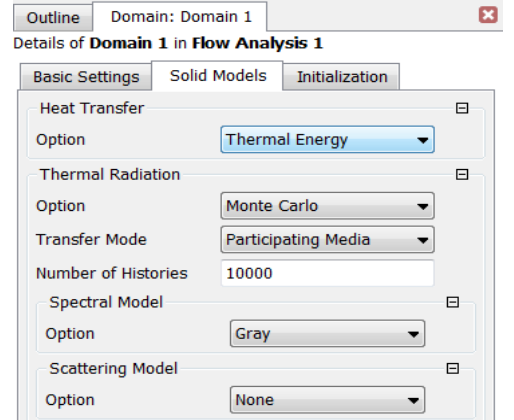 Outline Domain: Domain 1
Details of Domain 1 in Flow Analysis 1
Basic Settings Solid Models Initialization
Heat Transfer
Option Thermal Energy
Thermal Radiation
Option Monte Carlo
Transfer Mode Participating Media
Number of Histories 10000
Spectral Model
Option Gray
Scattering Model
Option None